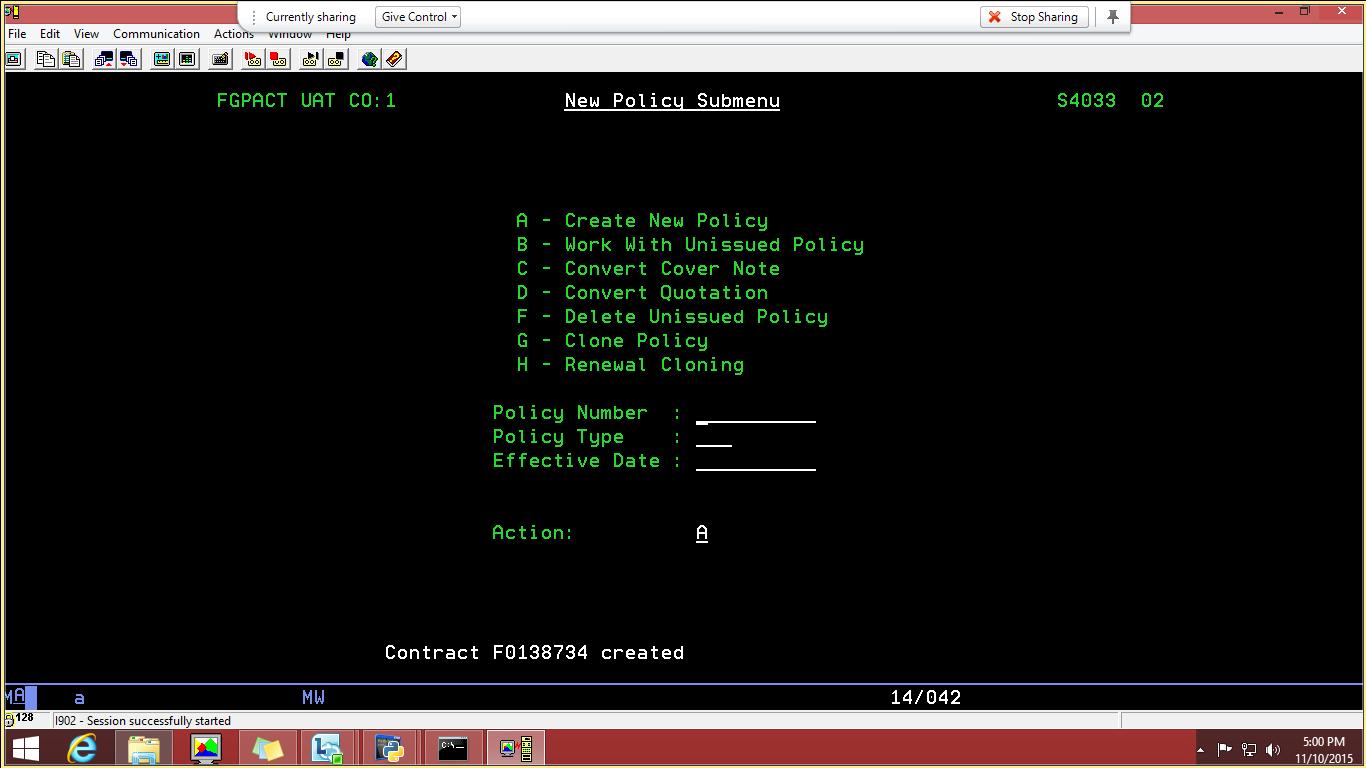 Currently sharing
Give Control
Stop Sharing
File Edit View Communication Actions Window Help
FGPACT UAT CO:1 New Policy Submenu S4033 02
A - Create New Policy
B - Work With Unissued Policy
C - Convert Cover Note
D - Convert Quotation
F - Delete Unissued Policy
G - Clone Policy
H - Renewal Cloning
Policy Number :
Policy Type :
Effective Date :
Action: A
Contract F0138734 created
MA a MW 14/042
128 I902 - Session successfully started
C:\
5:00 PM
11/10/2015